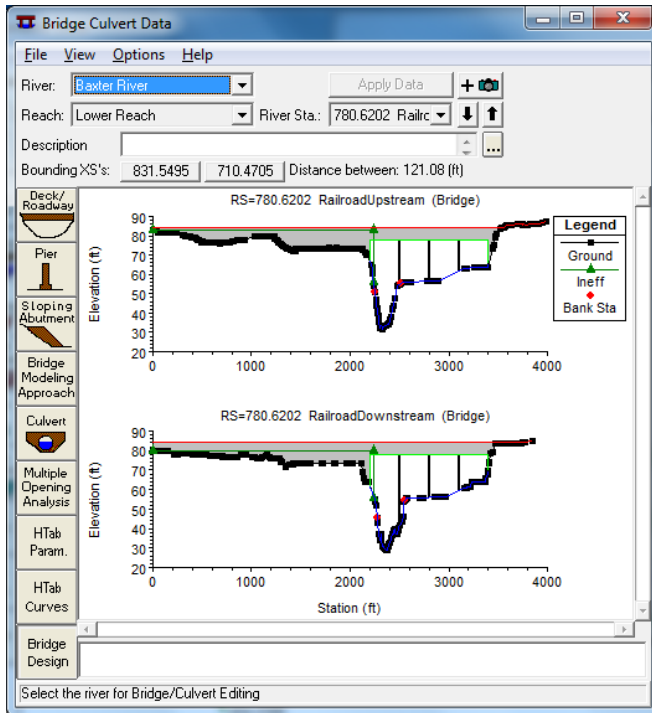 Bridge Culvert Data
File View Options Help
River: Baxter River Apply Data +
Reach: Lower Reach River Sta.: 780.6202 Railrc
Description ...
Bounding XS's: 831.5495 710.4705 Distance between: 121.08 (ft)
Deck/
Roadway
Pier
Sloping
Abutment
Bridge
Modeling
Approach
Culvert
Multiple
Opening
Analysis
HTab
Param.
HTab
Curves
Bridge
Design
RS=780.6202 RailroadUpstream (Bridge)
90
80
70
60
50
40
30
20
Elevation (ft)
0 1000 2000 3000 4000
Legend
Ground
Ineff
Bank Sta
RS=780.6202 RailroadDownstream (Bridge)
90
80
70
60
50
40
30
20
Elevation (ft)
0 1000 2000 3000 4000
Station (ft)
Select the river for Bridge/Culvert Editing